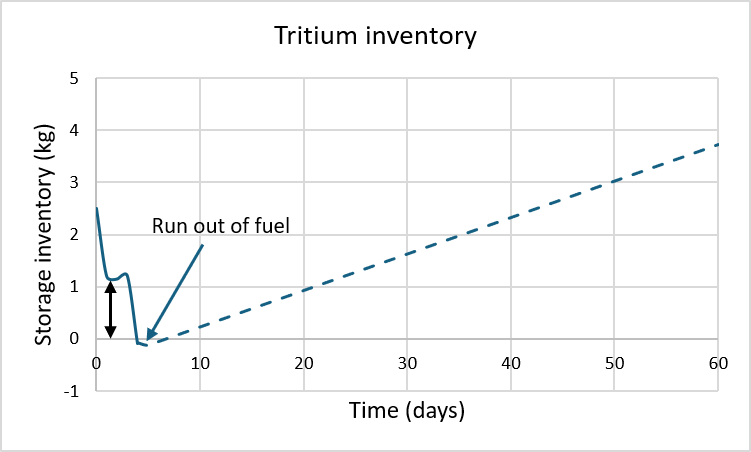 Tritium inventory
Storage inventory (kg)
5
4
3
2
1
0
-1
Run out of fuel
0 10 20 30 40 50 60
Time (days)